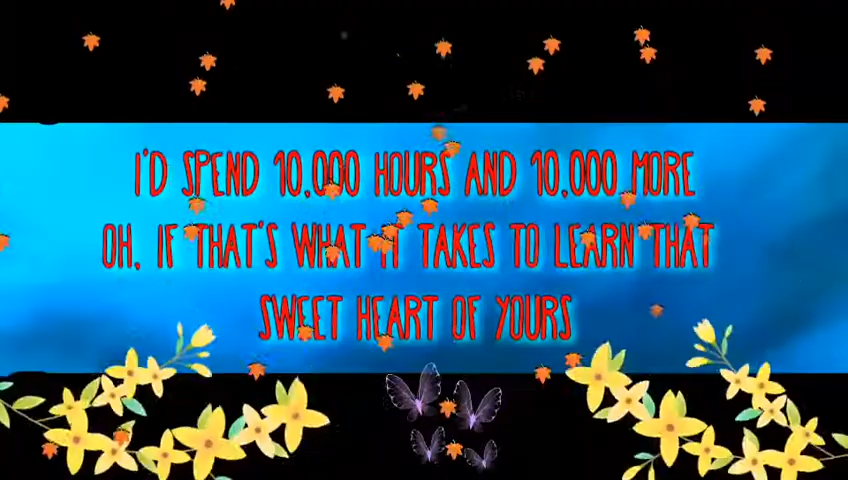 I'D SPEND 10,000 HOURS AND 10,000 MORE
OH, IF THAT'S WHAT IT TAKES TO LEARN THAT
SWEET HEART OF YOURS